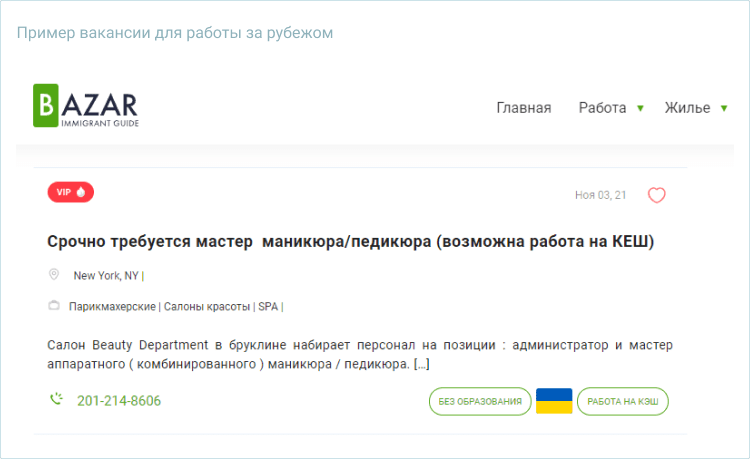 Пример вакансии для работы за рубежом
BAZAR
IMMIGRANT GUIDE
Главная Работа Жилье
VIP
Ноя 03, 21
Срочно требуется мастер маникюра/педикюра (возможна работа на КЕШ)
New York, NY |
Парикмахерские | Салоны красоты | SPA |
Салон Beauty Department в бруклине набирает персонал на позиции : администратор и мастер
аппаратного ( комбинированного ) маникюра / педикюра. [...]
201-214-8606
БЕЗ ОБРАЗОВАНИЯ РАБОТА НА КЭШ